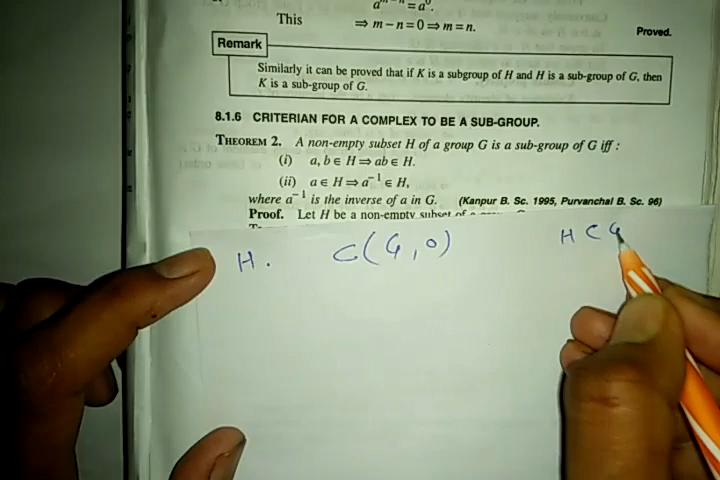 a^{m-n} = a^0.
This ⇒ m − n = 0 ⇒ m = n.
Proved.
Remark
Similarly it can be proved that if K is a subgroup of H and H is a sub-group of G, then
K is a sub-group of G.
8.1.6 CRITERIAN FOR A COMPLEX TO BE A SUB-GROUP.
THEOREM 2. A non-empty subset H of a group G is a sub-group of G iff :
(i) a, b ∈ H ⇒ ab ∈ H.
(ii) a ∈ H ⇒ a⁻¹ ∈ H,
where a⁻¹ is the inverse of a in G. (Kanpur B. Sc. 1995, Purvanchal B. Sc. 96)
Proof. Let H be a non-empty subset of a
H . G (G, o) H ⊂ G